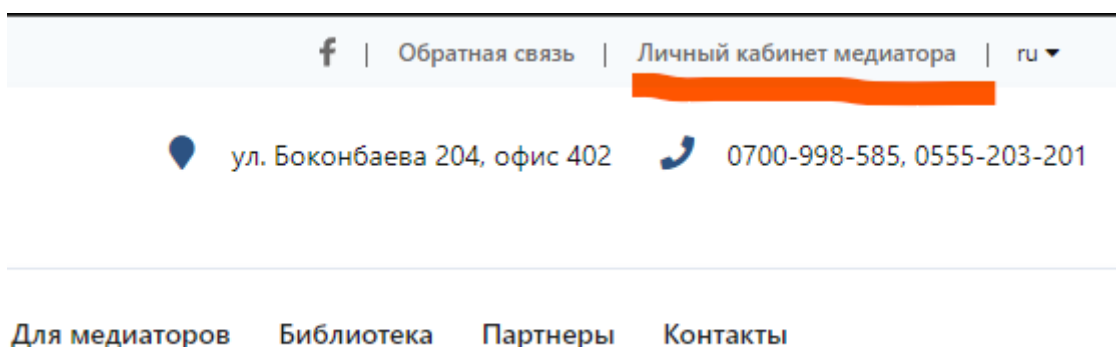 f | Обратная связь | Личный кабинет медиатора | ru
ул. Боконбаева 204, офис 402 0700-998-585, 0555-203-201
Для медиаторов Библиотека Партнеры Контакты